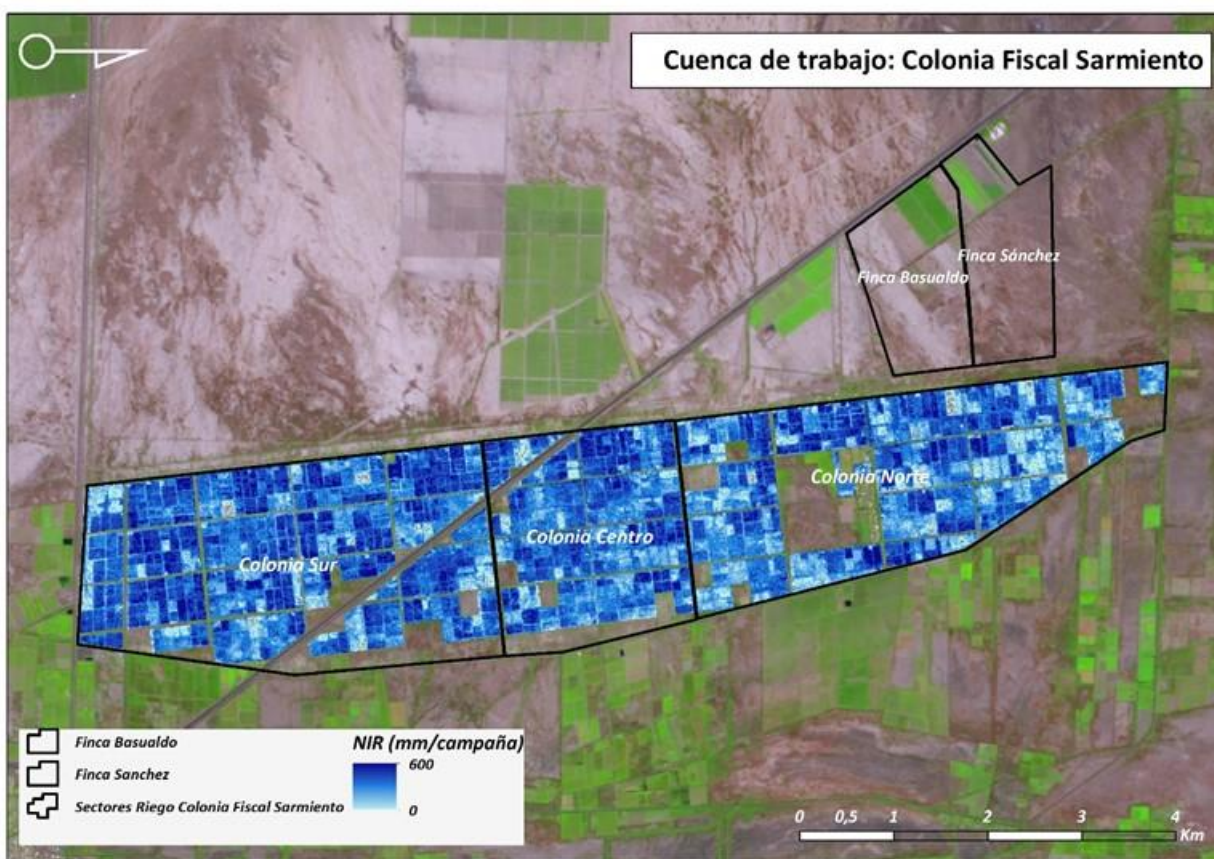 Cuenca de trabajo: Colonia Fiscal Sarmiento
Finca Sánchez
Finca Basualdo
Colonia Norte
Colonia Centro
Colonia Sur
Finca Basualdo
Finca Sanchez
Sectores Riego Colonia Fiscal Sarmiento
NIR (mm/campaña)
600
0
0 0,5 1 2 3 4
Km